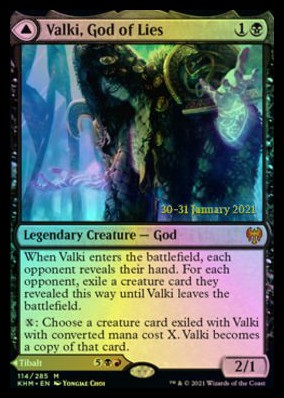 Valki, God of Lies 1
30-31 January 2021
Legendary Creature — God
When Valki enters the battlefield, each
opponent reveals their hand. For each
opponent, exile a creature card they
revealed this way until Valki leaves the
battlefield.
X: Choose a creature card exiled with Valki
with converted mana cost X. Valki becomes
a copy of that card.
Tibalt 5
2/1
114/285 M
KHM • EN Yongjae Choi
™ & © 2021 Wizards of the Coast